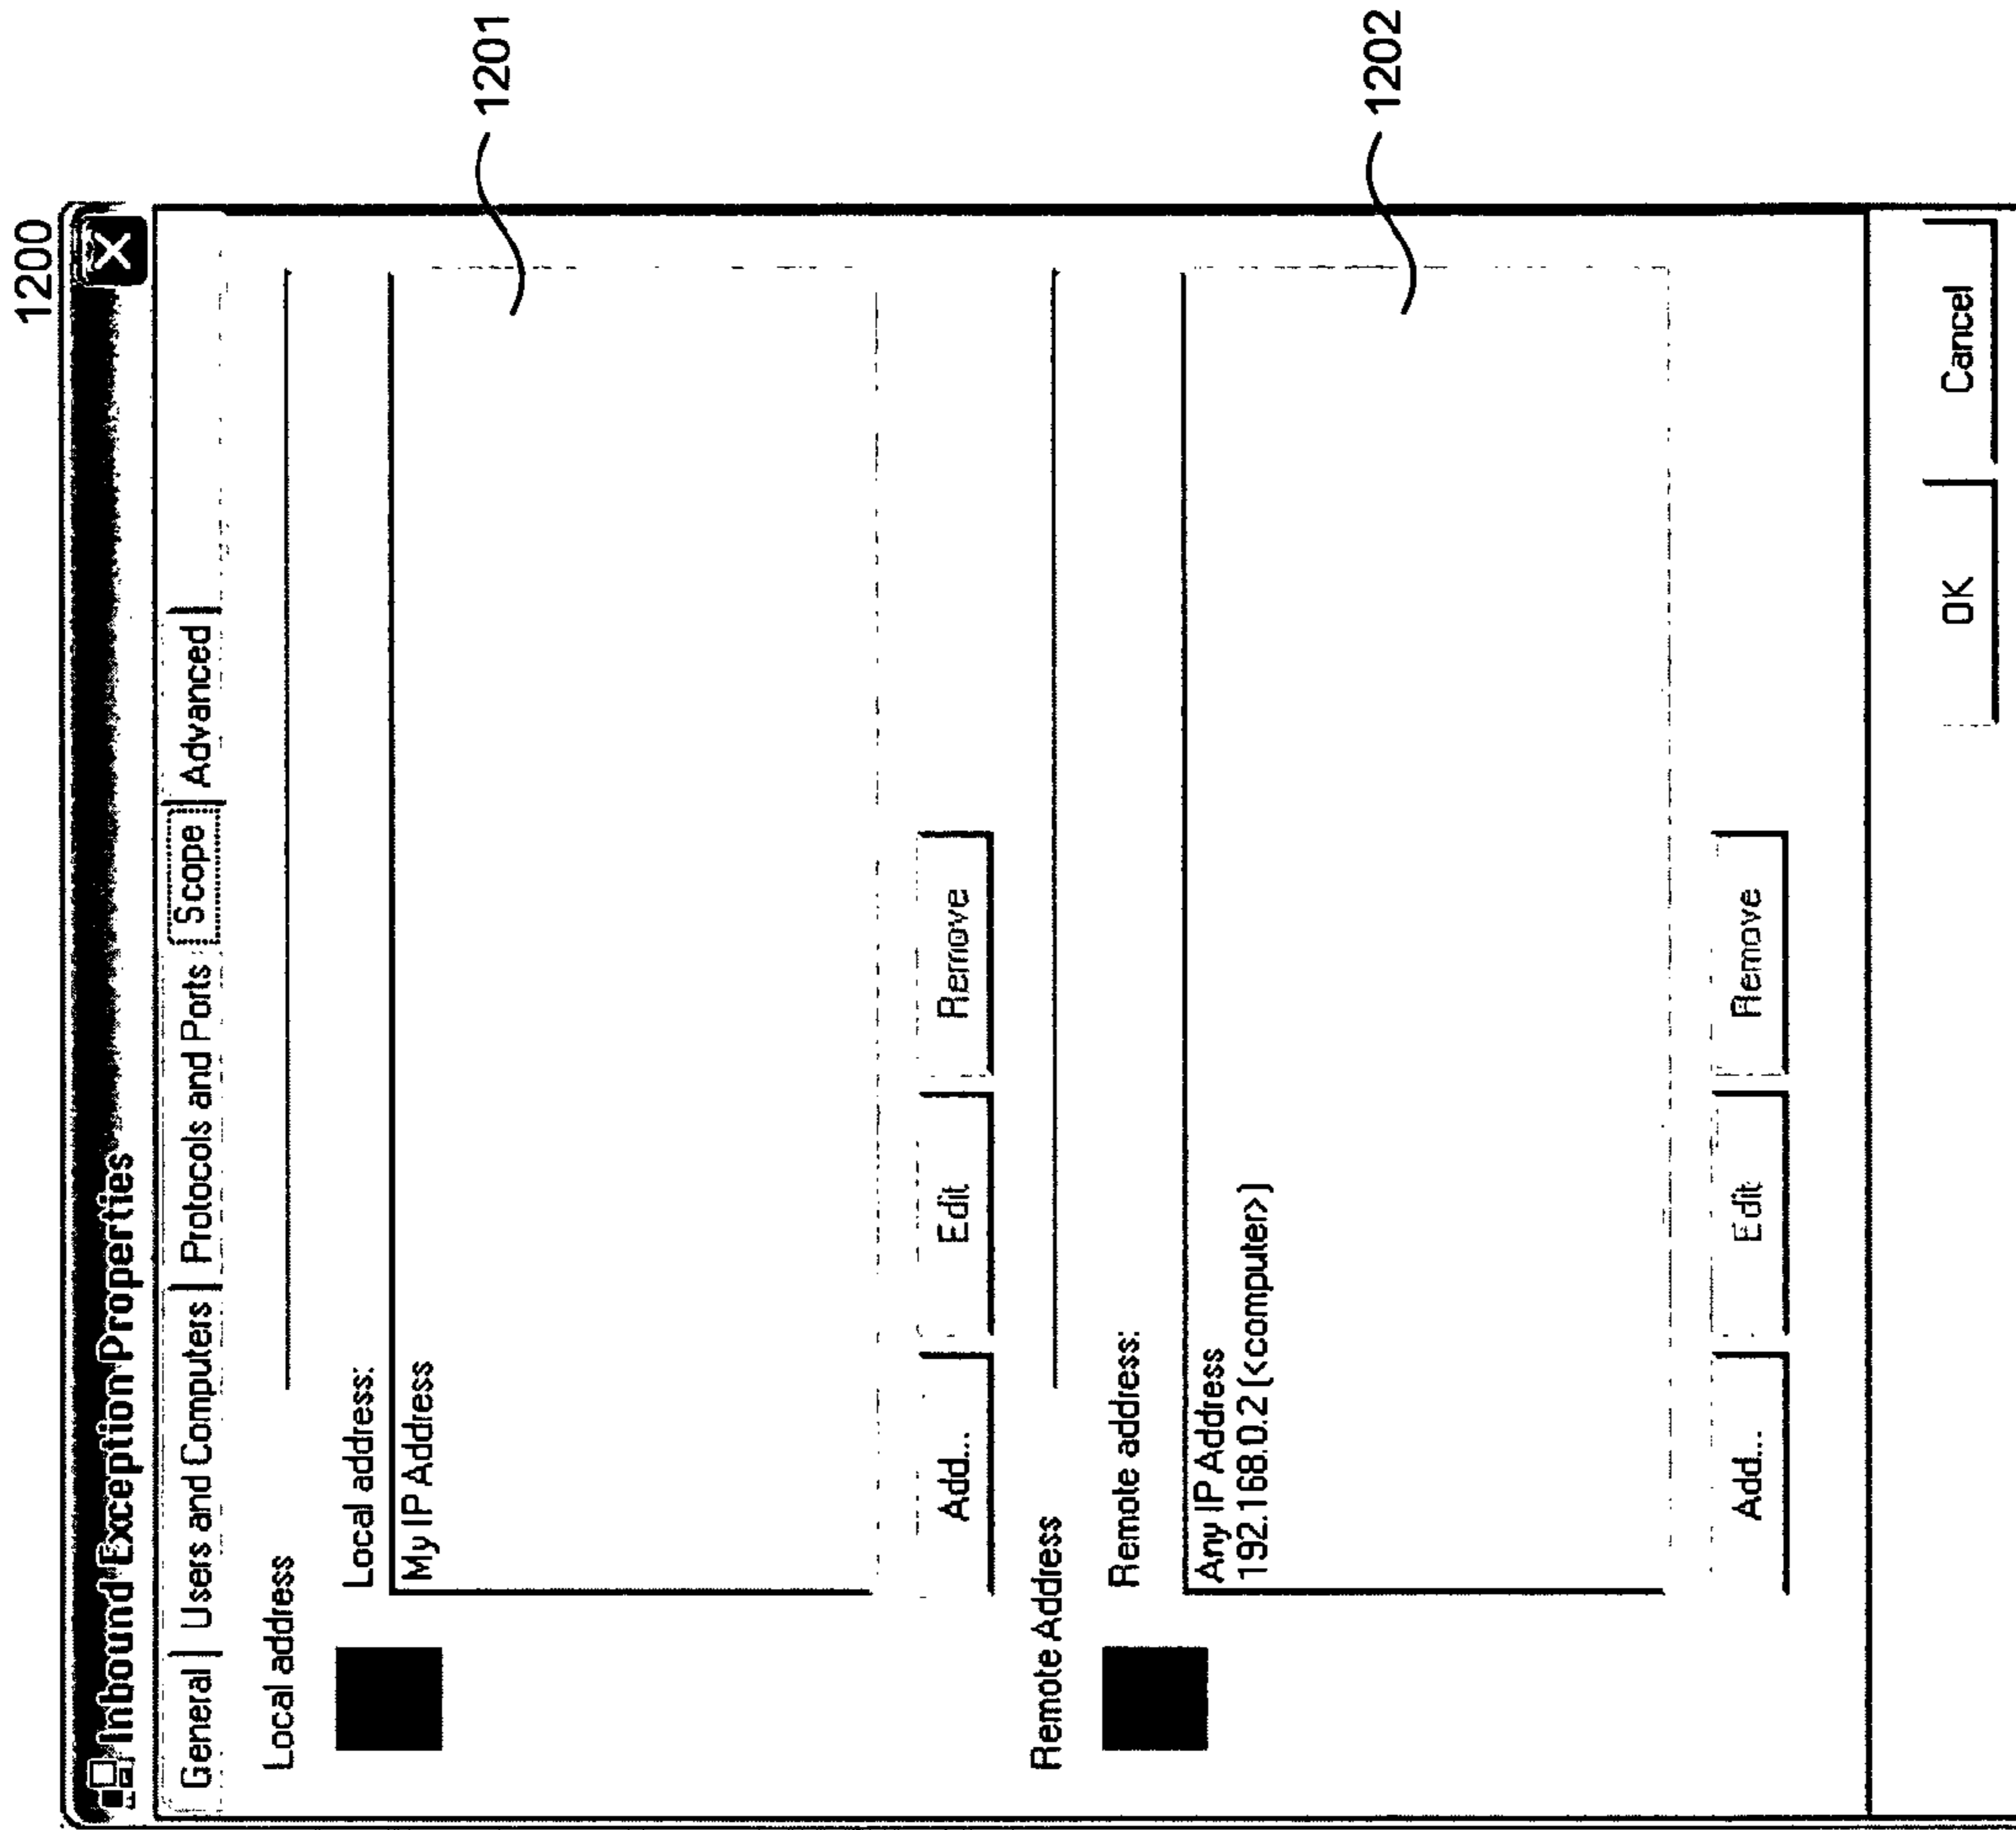 1200
Inbound Exception Properties
X
General Users and Computers Protocols and Ports Scope Advanced
Local address
Local address:
My IP Address
1201
Add... Edit Remove
Remote Address
Remote address:
Any IP Address
192.168.0.2 (<computer>)
1202
Add... Edit Remove
OK Cancel